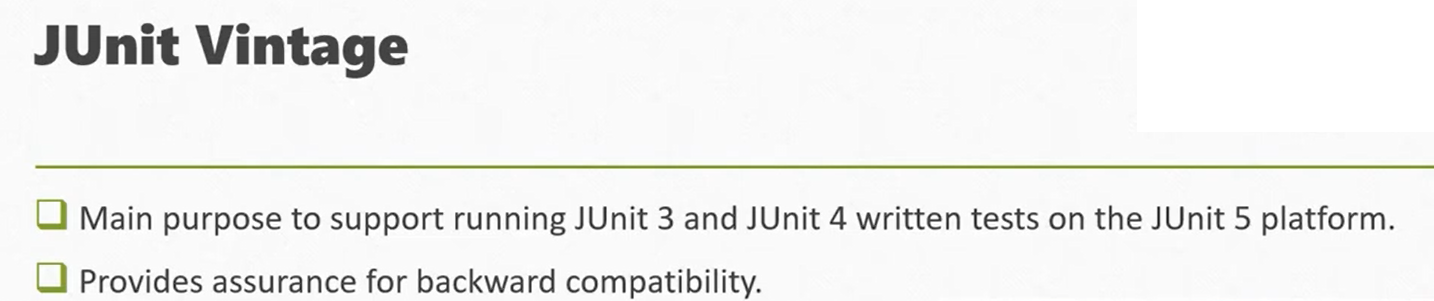 JUnit Vintage
Main purpose to support running JUnit 3 and JUnit 4 written tests on the JUnit 5 platform.
Provides assurance for backward compatibility.